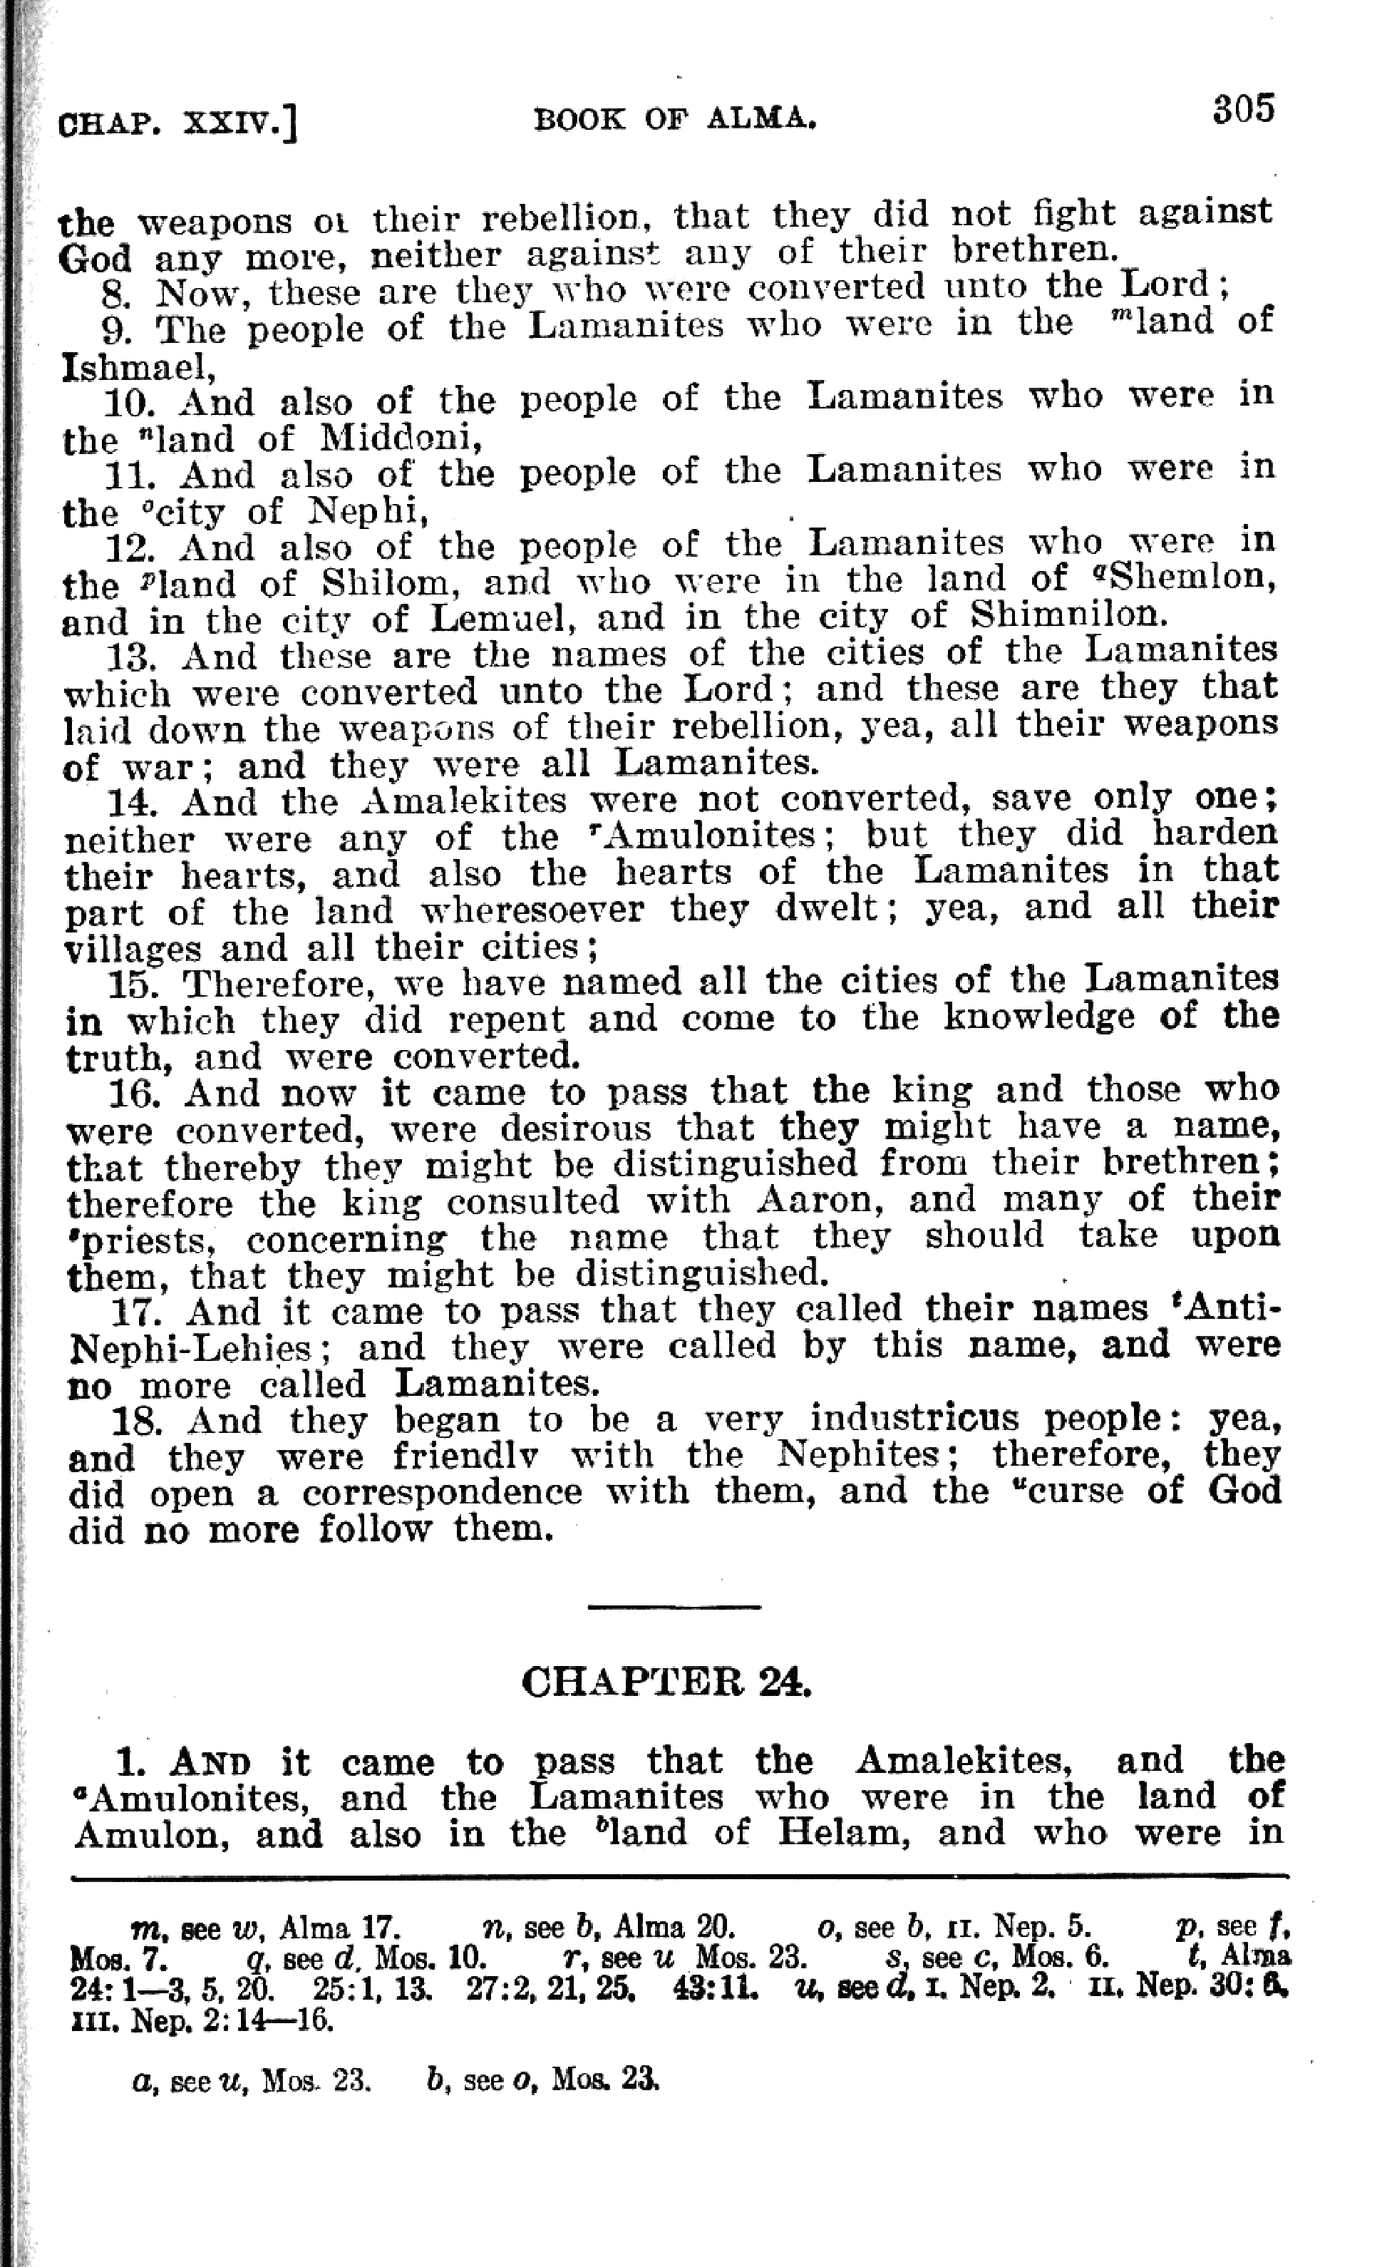 CHAP. XXIV.] BOOK OF ALMA. 305
the weapons of their rebellion, that they did not fight against
God any more, neither against any of their brethren.
8. Now, these are they who were converted unto the Lord;
9. The people of the Lamanites who were in the ᵐland of
Ishmael,
10. And also of the people of the Lamanites who were in
the ⁿland of Middoni,
11. And also of the people of the Lamanites who were in
the ᵒcity of Nephi,
12. And also of the people of the Lamanites who were in
the ᵖland of Shilom, and who were in the land of qShemlon,
and in the city of Lemuel, and in the city of Shimnilon.
13. And these are the names of the cities of the Lamanites
which were converted unto the Lord; and these are they that
laid down the weapons of their rebellion, yea, all their weapons
of war; and they were all Lamanites.
14. And the Amalekites were not converted, save only one;
neither were any of the ʳAmulonites; but they did harden
their hearts, and also the hearts of the Lamanites in that
part of the land wheresoever they dwelt; yea, and all their
villages and all their cities;
15. Therefore, we have named all the cities of the Lamanites
in which they did repent and come to the knowledge of the
truth, and were converted.
16. And now it came to pass that the king and those who
were converted, were desirous that they might have a name,
that thereby they might be distinguished from their brethren;
therefore the king consulted with Aaron, and many of their
ˢpriests, concerning the name that they should take upon
them, that they might be distinguished.
17. And it came to pass that they called their names ᵗAnti-
Nephi-Lehies; and they were called by this name, and were
no more called Lamanites.
18. And they began to be a very industrious people: yea,
and they were friendly with the Nephites; therefore, they
did open a correspondence with them, and the ᵘcurse of God
did no more follow them.
CHAPTER 24.
1. AND it came to pass that the Amalekites, and the
ᵃAmulonites, and the Lamanites who were in the land of
Amulon, and also in the ᵇland of Helam, and who were in
m, see w, Alma 17. n, see b, Alma 20. o, see b, II. Nep. 5. p, see f,
Mos. 7. q, see d, Mos. 10. r, see u Mos. 23. s, see c, Mos. 6. t, Alma
24: 1—3, 5, 20. 25:1, 13. 27:2, 21, 25. 43:11. u, see d, I. Nep. 2. II. Nep. 30: 6.
III. Nep. 2:14—16.
a, see u, Mos. 23. b, see o, Mos. 23.